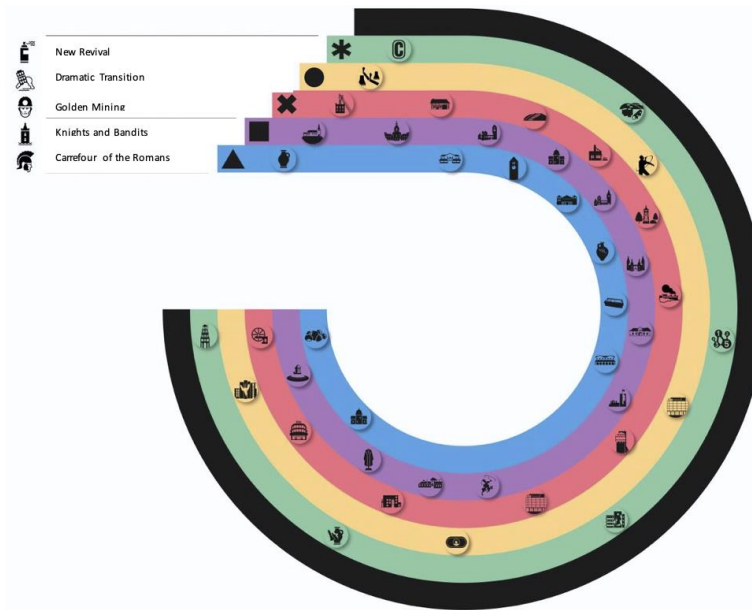 New Revival
Dramatic Transition
Golden Mining
Knights and Bandits
Carrefour of the Romans
C